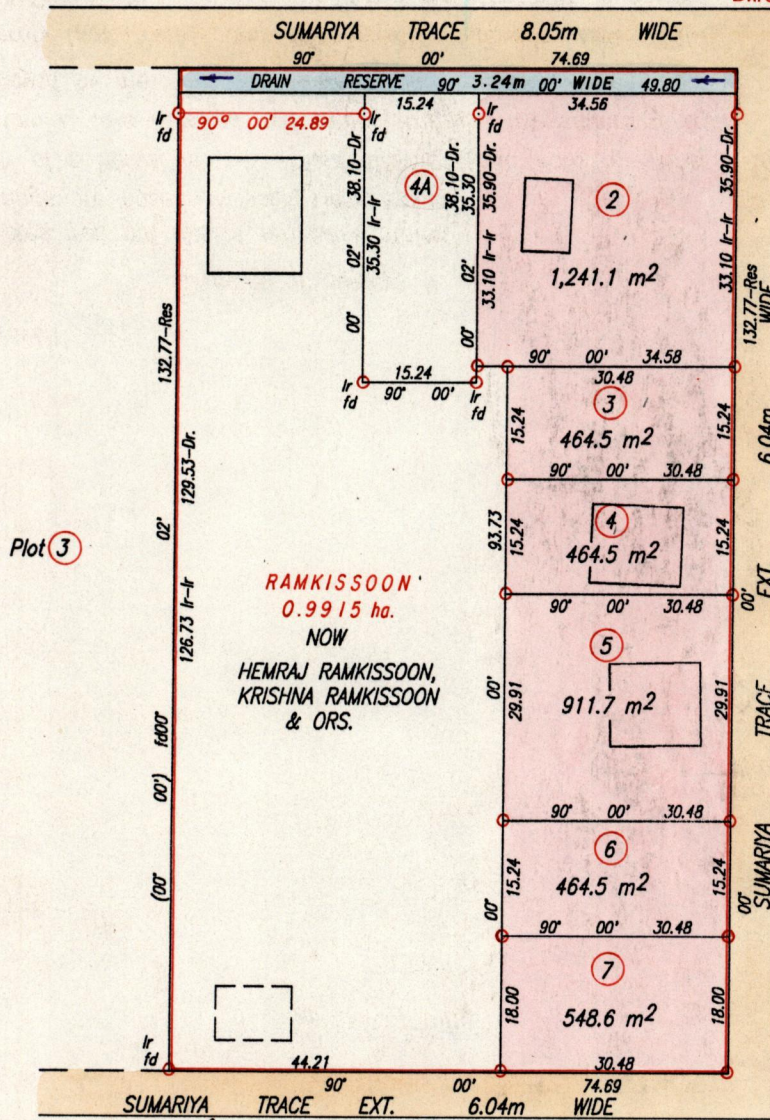 SUMARIYA TRACE 8.05m WIDE
90° 00' 74.69
DRAIN RESERVE 90° 3.24m 00' WIDE 49.80
15.24
34.56
Ir fd
90° 00' 24.89
Ir fd
Ir fd
38.10-Dr
35.30 Ir-Ir
02'
00'
4A
38.10-Dr.
35.30
35.90-Dr.
33.10 Ir-Ir
02'
00'
2
1,241.1 m²
35.90-Dr.
33.10 Ir-Ir
132.77-Res
132.77-Res
129.53-Dr.
02'
126.73 Ir-Ir
fd00'
00')
(00'
15.24
90° 00'
Ir fd
Ir fd
90° 00' 34.58
30.48
3
464.5 m²
15.24
15.24
90° 00' 30.48
4
464.5 m²
93.73
15.24
15.24
90° 00' 30.48
00'
Plot 3
RAMKISSOON
0.9915 ha.
NOW
HEMRAJ RAMKISSOON,
KRISHNA RAMKISSOON
& ORS.
5
911.7 m²
00'
29.91
29.91
90° 00' 30.48
6
464.5 m²
15.24
15.24
00'
00'
90° 00' 30.48
7
548.6 m²
18.00
18.00
Ir fd
44.21
30.48
90° 00' 74.69
SUMARIYA TRACE EXT. 6.04m WIDE
SUMARIYA TRACE EXT. 6.04m WIDE